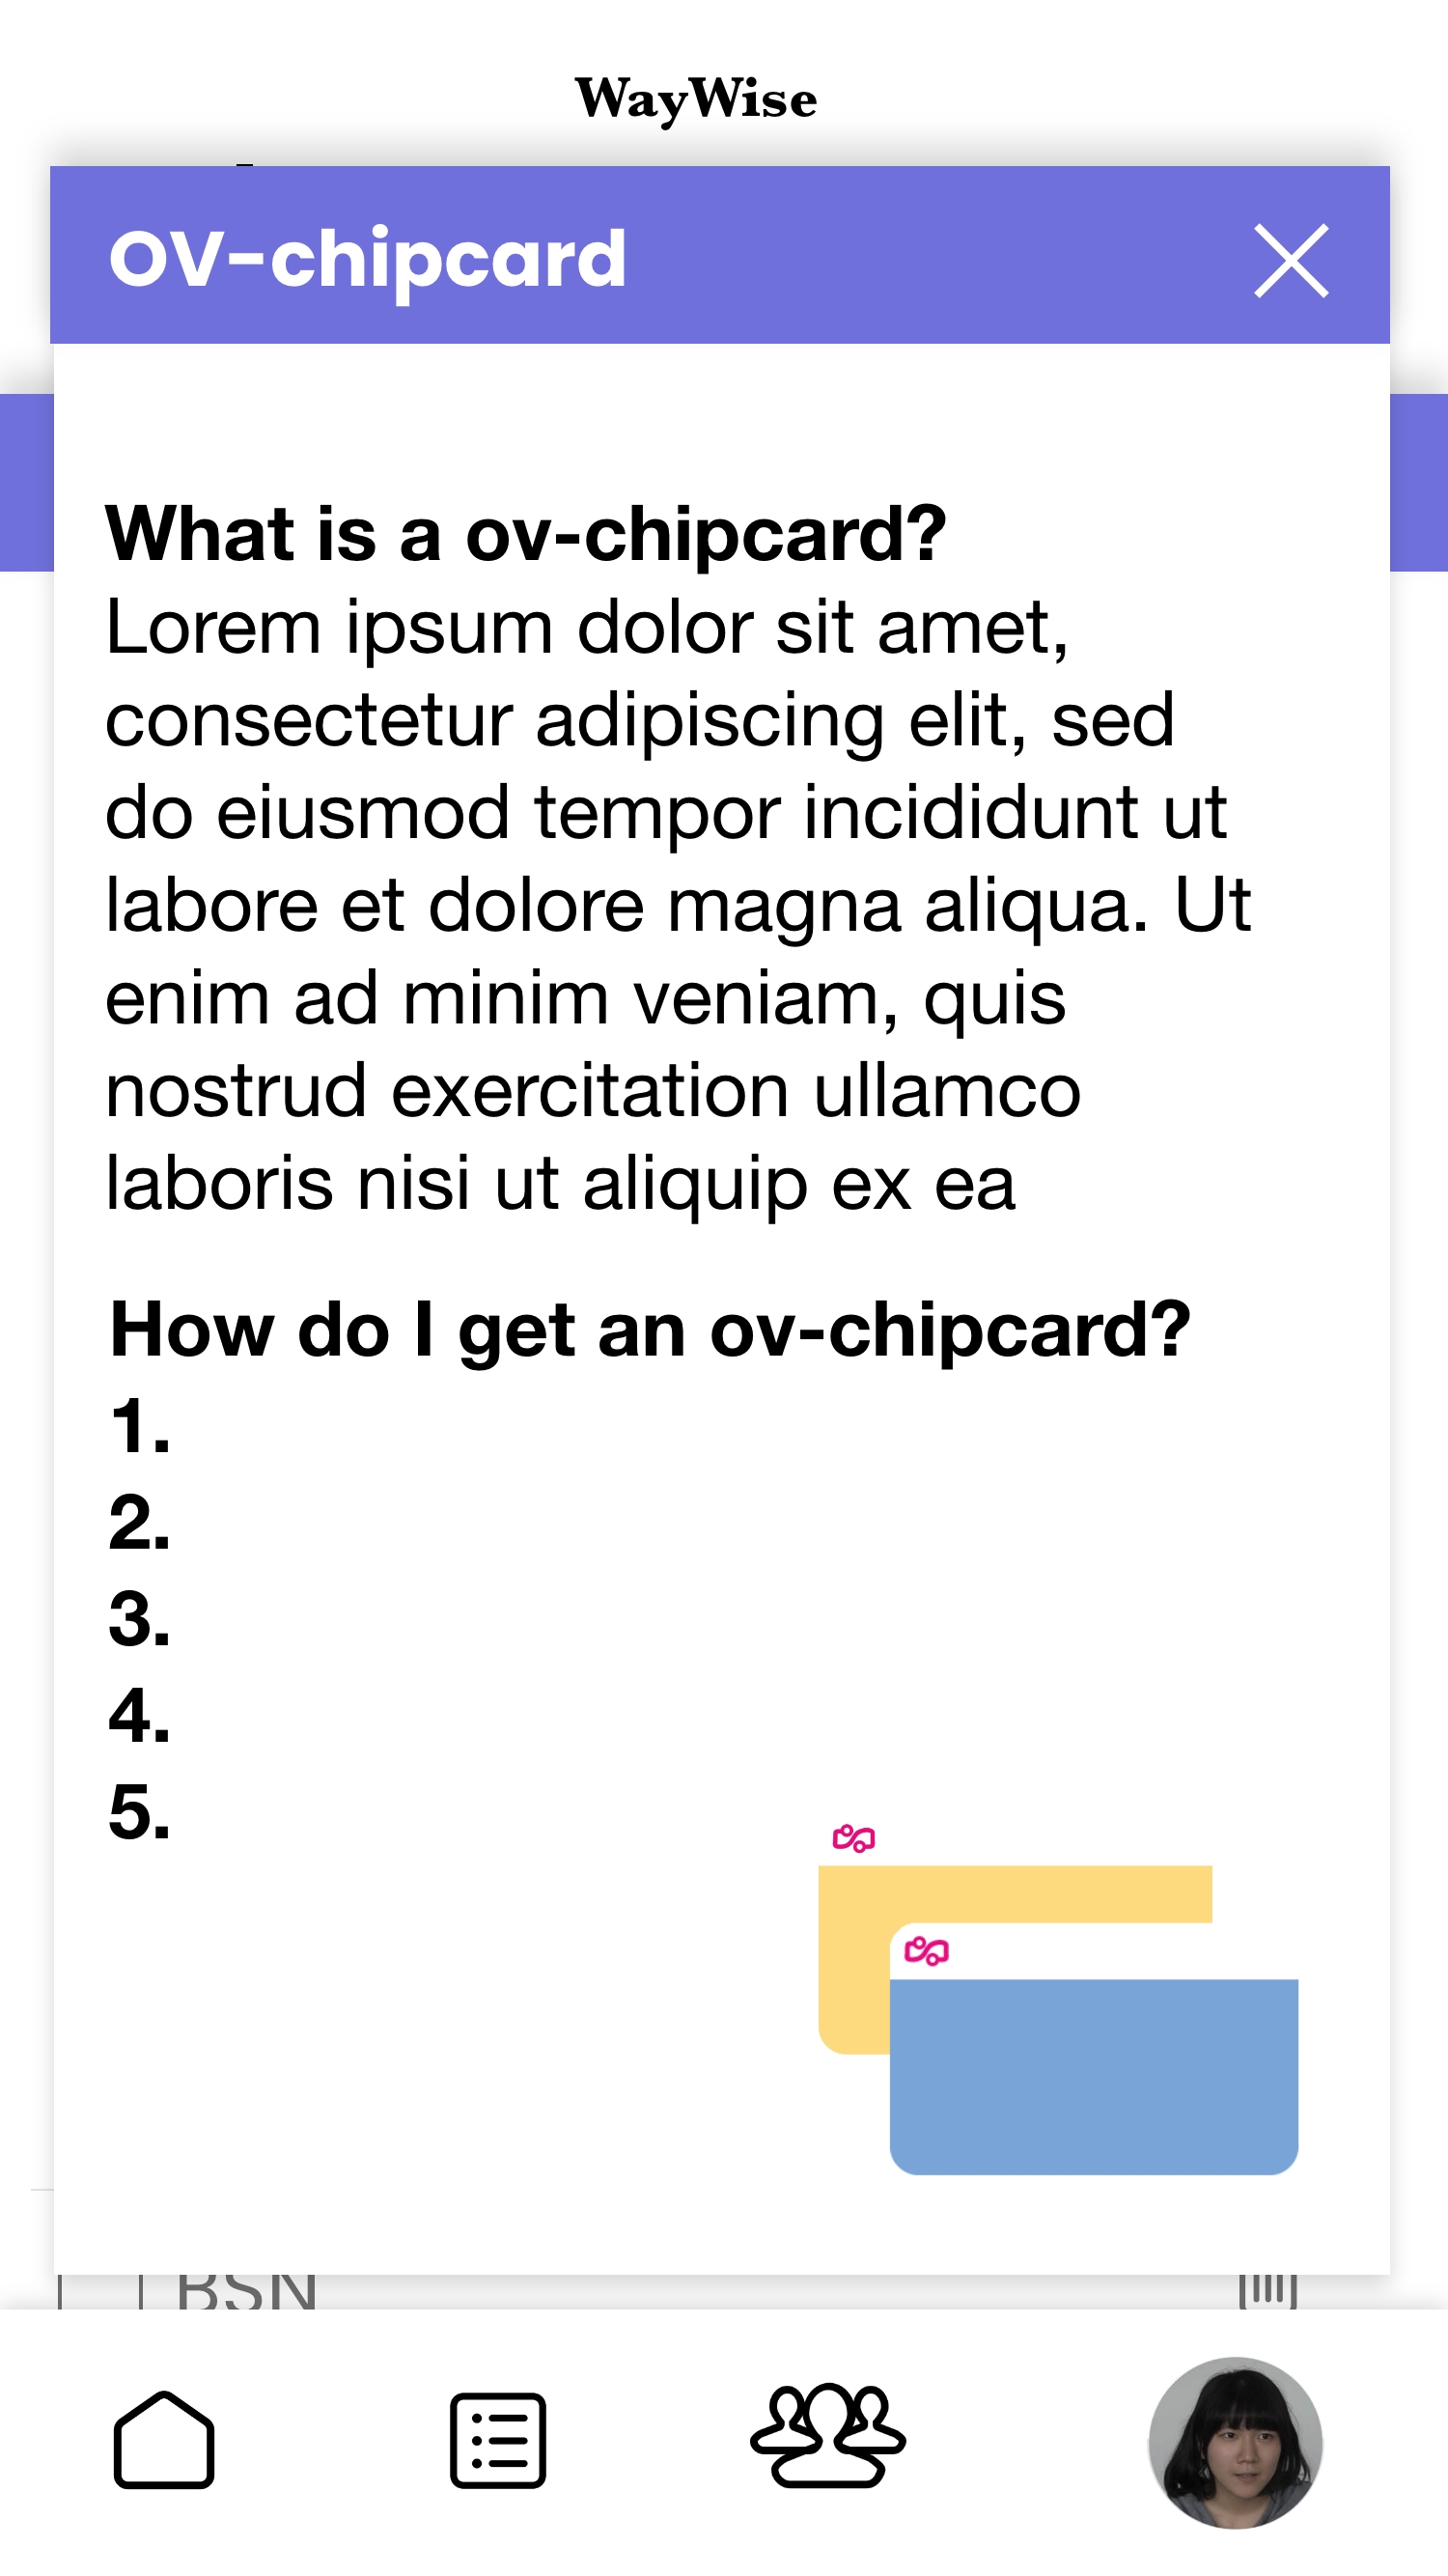 WayWise
OV-chipcard
What is a ov-chipcard?
Lorem ipsum dolor sit amet,
consectetur adipiscing elit, sed
do eiusmod tempor incididunt ut
labore et dolore magna aliqua. Ut
enim ad minim veniam, quis
nostrud exercitation ullamco
laboris nisi ut aliquip ex ea
How do I get an ov-chipcard?
1.
2.
3.
4.
5.
BSN